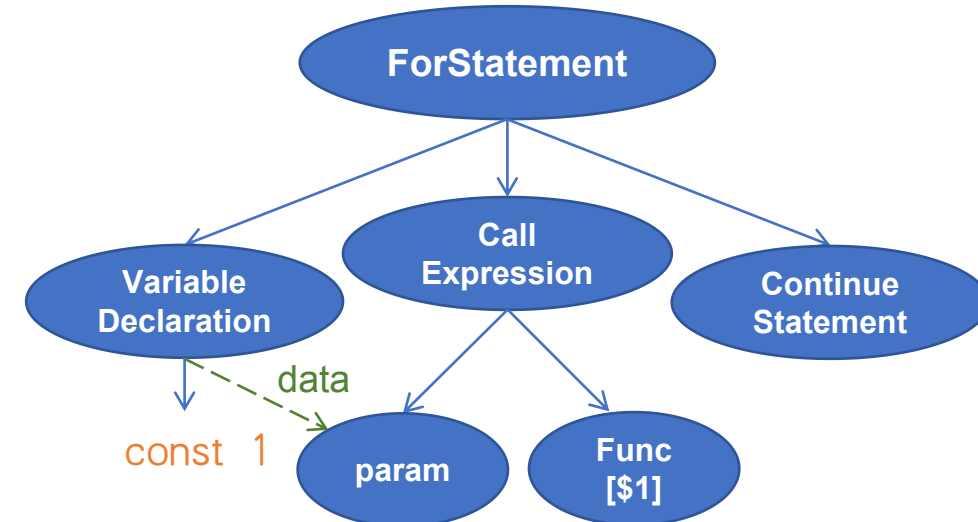 ForStatement
Call
Expression
Variable
Declaration
Continue
Statement
data
const 1
param
Func
[$1]